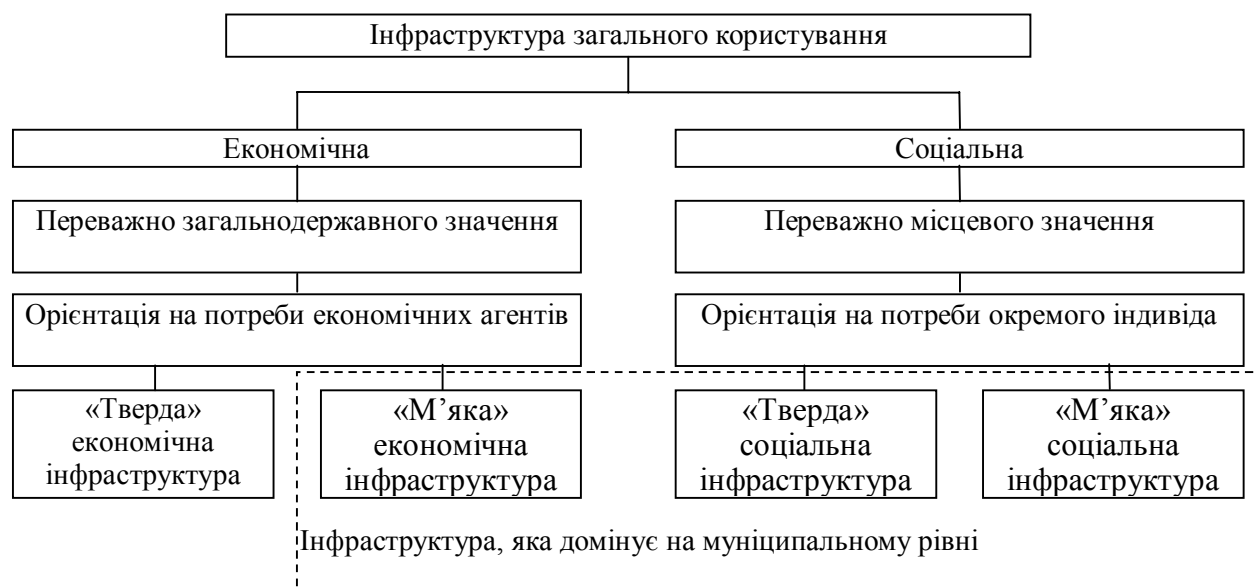 Інфраструктура загального користування
Економічна
Соціальна
Переважно загальнодержавного значення
Переважно місцевого значення
Орієнтація на потреби економічних агентів
Орієнтація на потреби окремого індивіда
«Тверда»
економічна
інфраструктура
«М’яка»
економічна
інфраструктура
«Тверда»
соціальна
інфраструктура
«М’яка»
соціальна
інфраструктура
Інфраструктура, яка домінує на муніципальному рівні